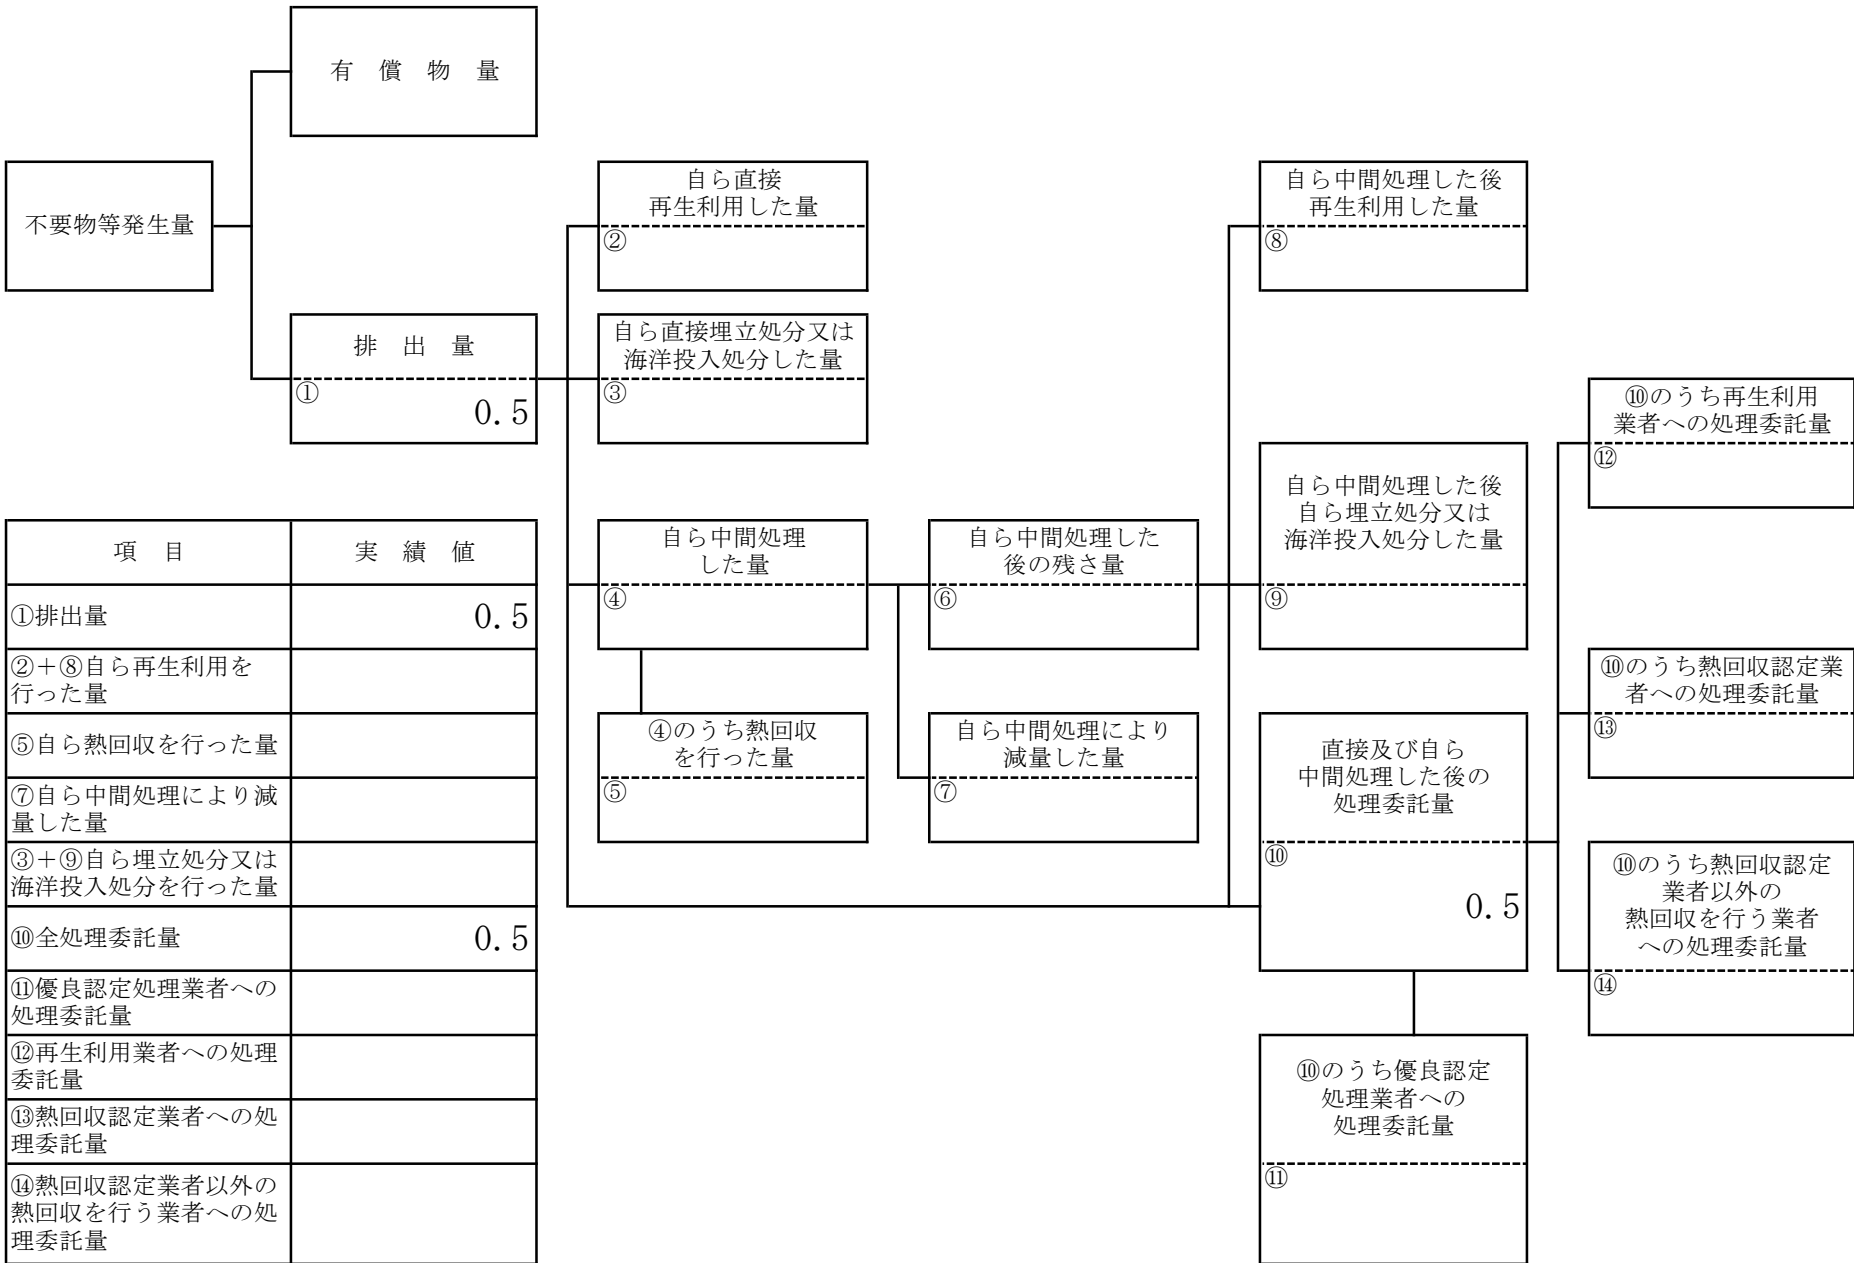 有 償 物 量
不要物等発生量
排 出 量
①
0.5
自ら直接
再生利用した量
②
自ら直接埋立処分又は
海洋投入処分した量
③
自ら中間処理
した量
④
④のうち熱回収
を行った量
⑤
自ら中間処理した
後の残さ量
⑥
自ら中間処理により
減量した量
⑦
自ら中間処理した後
再生利用した量
⑧
自ら中間処理した後
自ら埋立処分又は
海洋投入処分した量
⑨
直接及び自ら
中間処理した後の
処理委託量
⑩
0.5
⑩のうち優良認定
処理業者への
処理委託量
⑪
⑩のうち再生利用
業者への処理委託量
⑫
⑩のうち熱回収認定業
者への処理委託量
⑬
⑩のうち熱回収認定
業者以外の
熱回収を行う業者
への処理委託量
⑭
項 目 実 績 値
①排出量 0.5
②＋⑧自ら再生利用を
行った量
⑤自ら熱回収を行った量
⑦自ら中間処理により減
量した量
③＋⑨自ら埋立処分又は
海洋投入処分を行った量
⑩全処理委託量 0.5
⑪優良認定処理業者への
処理委託量
⑫再生利用業者への処理
委託量
⑬熱回収認定業者への処
理委託量
⑭熱回収認定業者以外の
熱回収を行う業者への処
理委託量